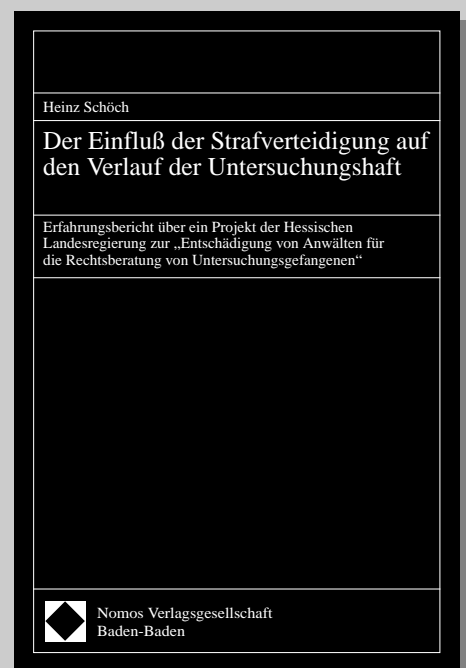 Heinz Schöch
Der Einfluß der Strafverteidigung auf
den Verlauf der Untersuchungshaft
Erfahrungsbericht über ein Projekt der Hessischen
Landesregierung zur „Entschädigung von Anwälten für
die Rechtsberatung von Untersuchungsgefangenen“
Nomos Verlagsgesellschaft
Baden-Baden